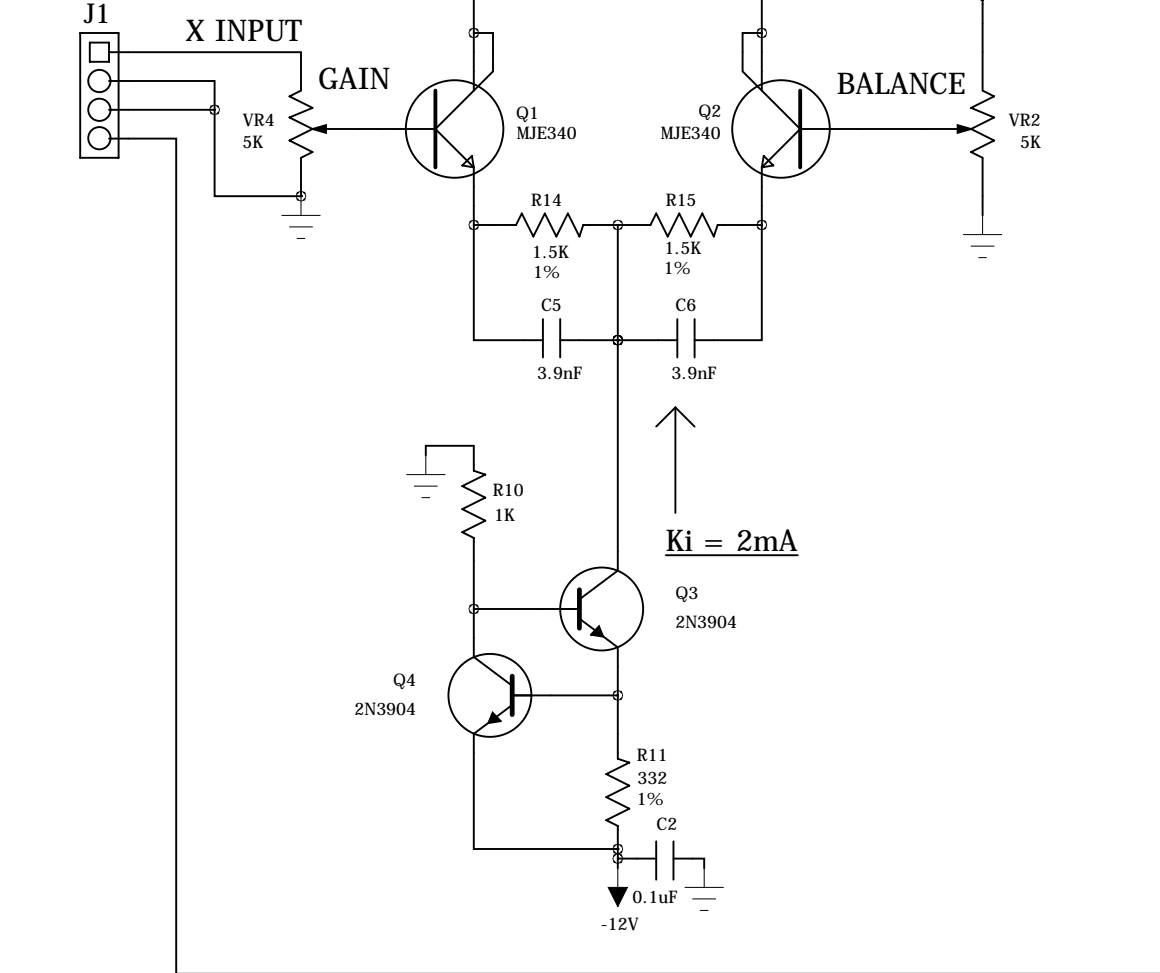 J1
X INPUT
GAIN
BALANCE
VR4
5K
Q1
MJE340
Q2
MJE340
VR2
5K
R14
1.5K
1%
R15
1.5K
1%
C5
3.9nF
C6
3.9nF
R10
1K
Ki = 2mA
Q3
2N3904
Q4
2N3904
R11
332
1%
C2
0.1uF
-12V